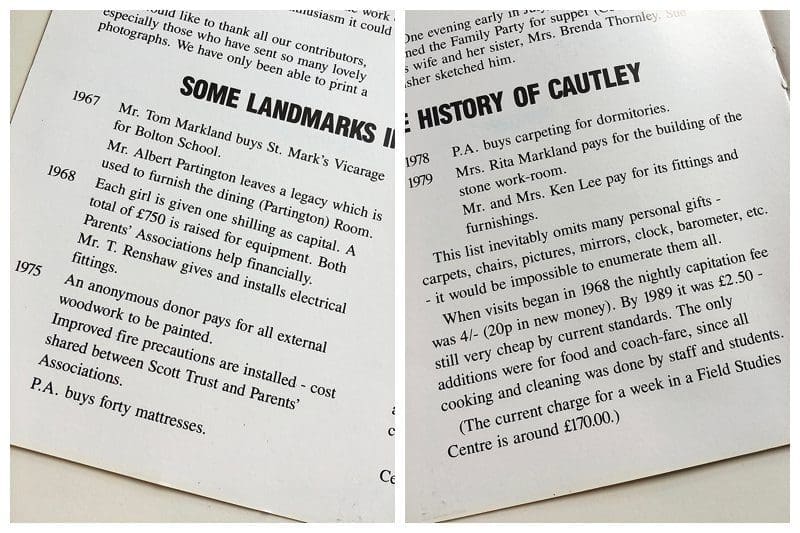 would like to thank all our contributors,
especially those who have sent so many lovely
photographs. We have only been able to print a
SOME LANDMARKS
1967 Mr. Tom Markland buys St. Mark's Vicarage
for Bolton School.
Mr. Albert Partington leaves a legacy which is
used to furnish the dining (Partington) Room.
1968 Each girl is given one shilling as capital. A
total of £750 is raised for equipment. Both
Parents' Associations help financially.
Mr. T. Renshaw gives and installs electrical
fittings.
1975 An anonymous donor pays for all external
woodwork to be painted.
Improved fire precautions are installed - cost
shared between Scott Trust and Parents'
Associations.
P.A. buys forty mattresses.
One evening early in
the Family Party for supper
wife and her sister, Mrs. Brenda Thornley,
sketched him.
HISTORY OF CAUTLEY
1978 P.A. buys carpeting for dormitories.
1979 Mrs. Rita Markland pays for the building of the
stone work-room.
Mr. and Mrs. Ken Lee pay for its fittings and
furnishings.
This list inevitably omits many personal gifts -
carpets, chairs, pictures, mirrors, clock, barometer, etc.
- it would be impossible to enumerate them all.
When visits began in 1968 the nightly capitation fee
was 4/- (20p in new money). By 1989 it was £2.50 -
still very cheap by current standards. The only
additions were for food and coach-fare, since all
cooking and cleaning was done by staff and students.
(The current charge for a week in a Field Studies
Centre is around £170.00.)